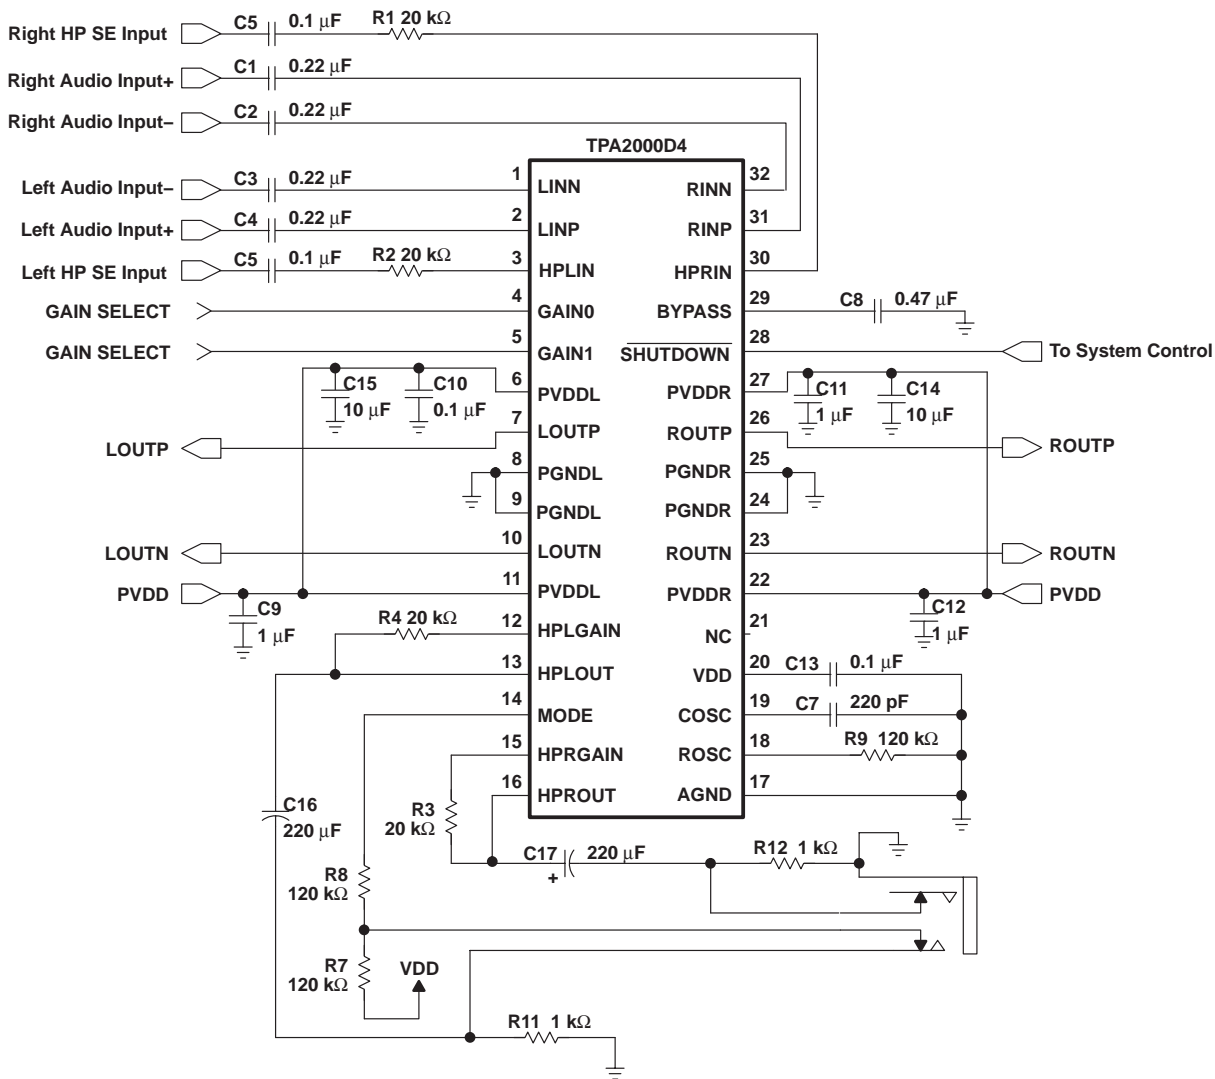 Right HP SE Input C5 0.1 μF R1 20 kΩ
Right Audio Input+ C1 0.22 μF
Right Audio Input− C2 0.22 μF
TPA2000D4
Left Audio Input− C3 0.22 μF 1 LINN RINN 32
Left Audio Input+ C4 0.22 μF 2 LINP RINP 31
Left HP SE Input C5 0.1 μF R2 20 kΩ 3 HPLIN HPRIN 30
GAIN SELECT 4 GAIN0 BYPASS 29 C8 0.47 μF
GAIN SELECT 5 GAIN1 SHUTDOWN 28 To System Control
C15 10 μF C10 0.1 μF 6 PVDDL PVDDR 27 C11 1 μF C14 10 μF
LOUTP 7 LOUTP ROUTP 26 ROUTP
8 PGNDL PGNDR 25
9 PGNDL PGNDR 24
LOUTN 10 LOUTN ROUTN 23 ROUTN
PVDD C9 1 μF 11 PVDDL PVDDR 22 C12 1 μF PVDD
R4 20 kΩ 12 HPLGAIN NC 21
13 HPLOUT VDD 20 C13 0.1 μF
14 MODE COSC 19 C7 220 pF
15 HPRGAIN ROSC 18 R9 120 kΩ
16 HPROUT AGND 17
C16
220 μF
R3
20 kΩ
C17 + 220 μF R12 1 kΩ
R8
120 kΩ
R7
120 kΩ
VDD
R11 1 kΩ